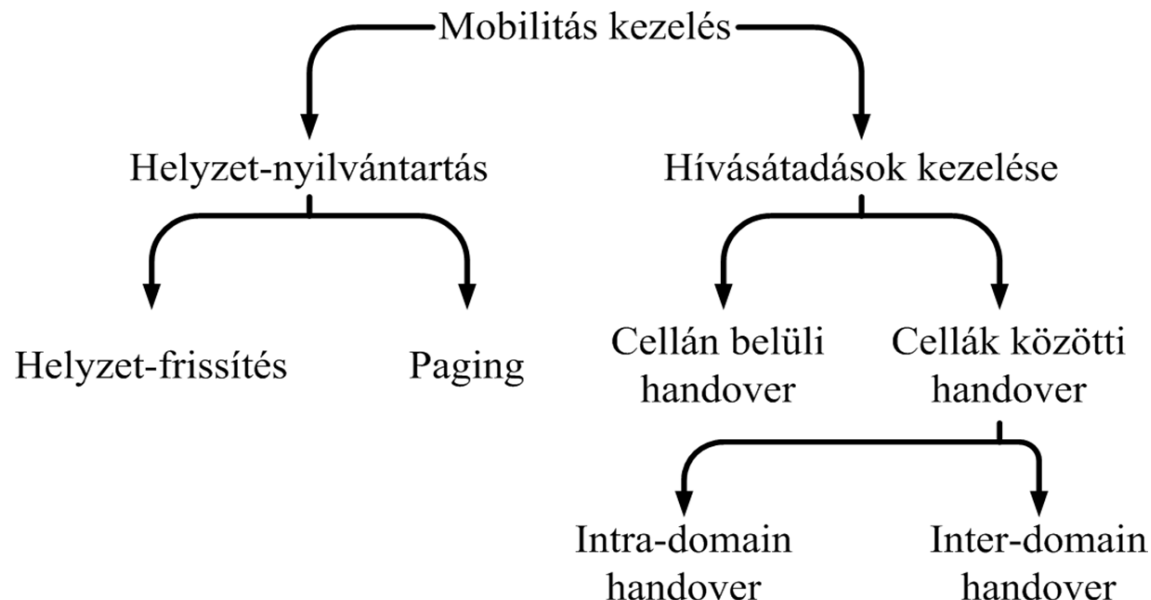 Mobilitás kezelés
Helyzet-nyilvántartás
Hívásátadások kezelése
Helyzet-frissítés
Paging
Cellán belüli
handover
Cellák közötti
handover
Intra-domain
handover
Inter-domain
handover